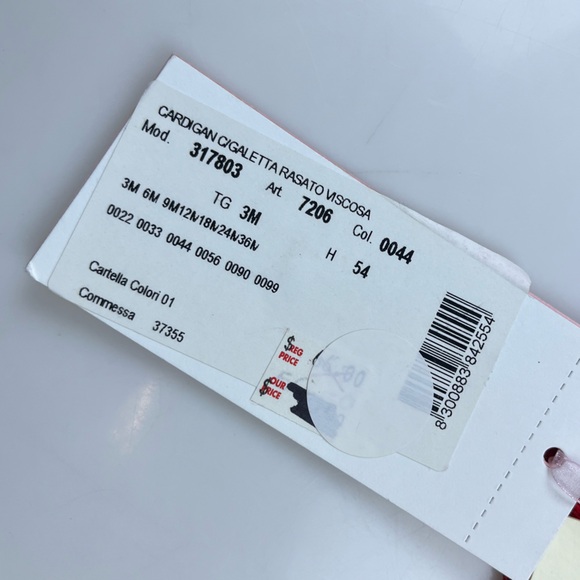 CARDIGAN C/GALETTA RASATO VISCOSA
Mod. 317803 Art. 7206 Col. 0044
TG 3M H 54
3M 6M 9M12M18M24M36M
0022 0033 0044 0056 0090 0099
Cartella Colori 01
Commessa 37355
$REG
PRICE
$OUR
PRICE
8300883842554